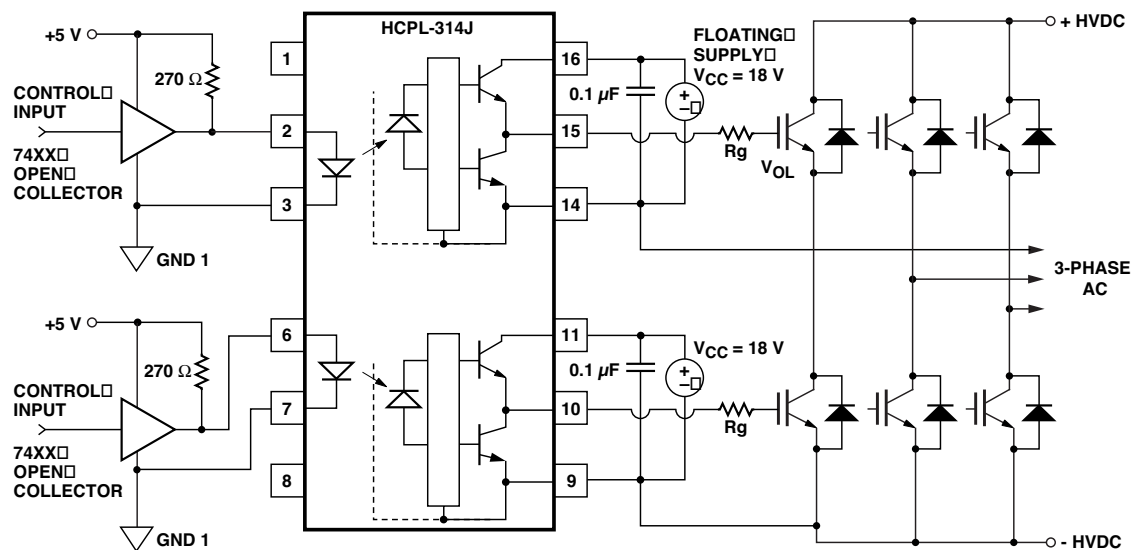 HCPL-314J
+5 V
270 Ω
CONTROL□
INPUT
74XX□
OPEN□
COLLECTOR
GND 1
1
2
3
16
15
14
FLOATING□
SUPPLY□
VCC = 18 V
0.1 µF
+
–□
Rg
VOL
+ HVDC
3-PHASE
AC
+5 V
270 Ω
CONTROL□
INPUT
74XX□
OPEN□
COLLECTOR
GND 1
6
7
8
11
10
9
VCC = 18 V
0.1 µF
+
–□
Rg
- HVDC